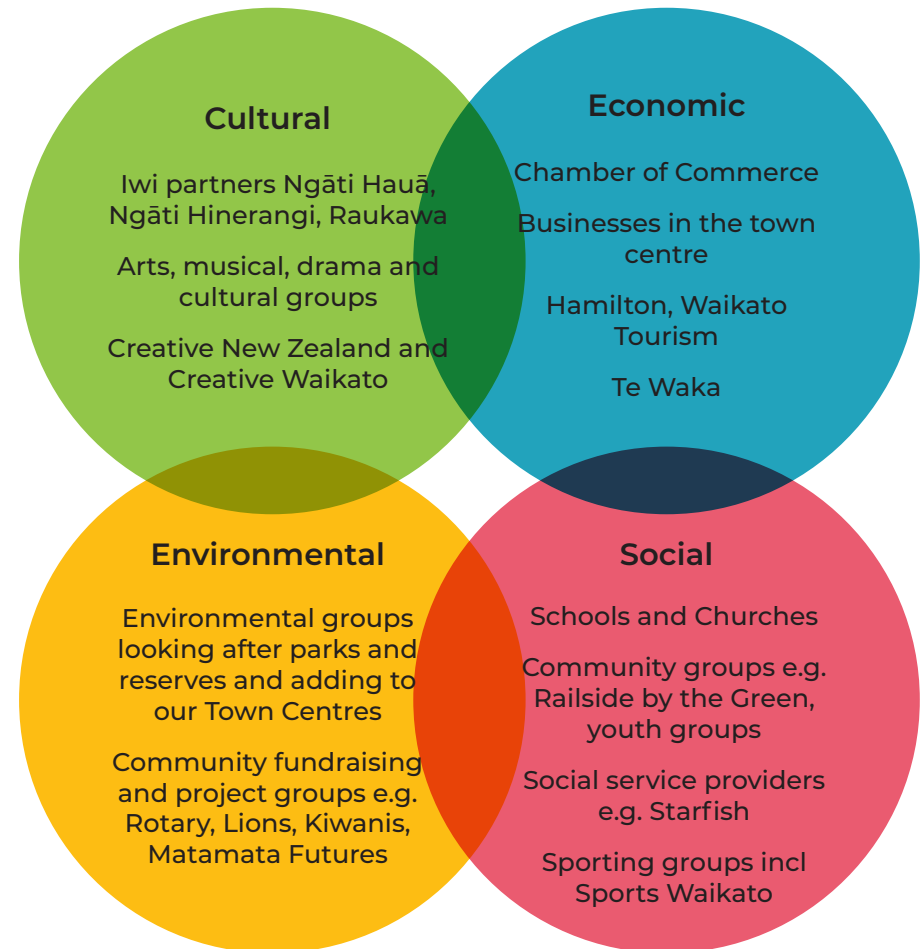 Cultural
Iwi partners Ngāti Hauā,
Ngāti Hinerangi, Raukawa
Arts, musical, drama and
cultural groups
Creative New Zealand and
Creative Waikato
Economic
Chamber of Commerce
Businesses in the town
centre
Hamilton, Waikato
Tourism
Te Waka
Environmental
Environmental groups
looking after parks and
reserves and adding to
our Town Centres
Community fundraising
and project groups e.g.
Rotary, Lions, Kiwanis,
Matamata Futures
Social
Schools and Churches
Community groups e.g.
Railside by the Green,
youth groups
Social service providers
e.g. Starfish
Sporting groups incl
Sports Waikato